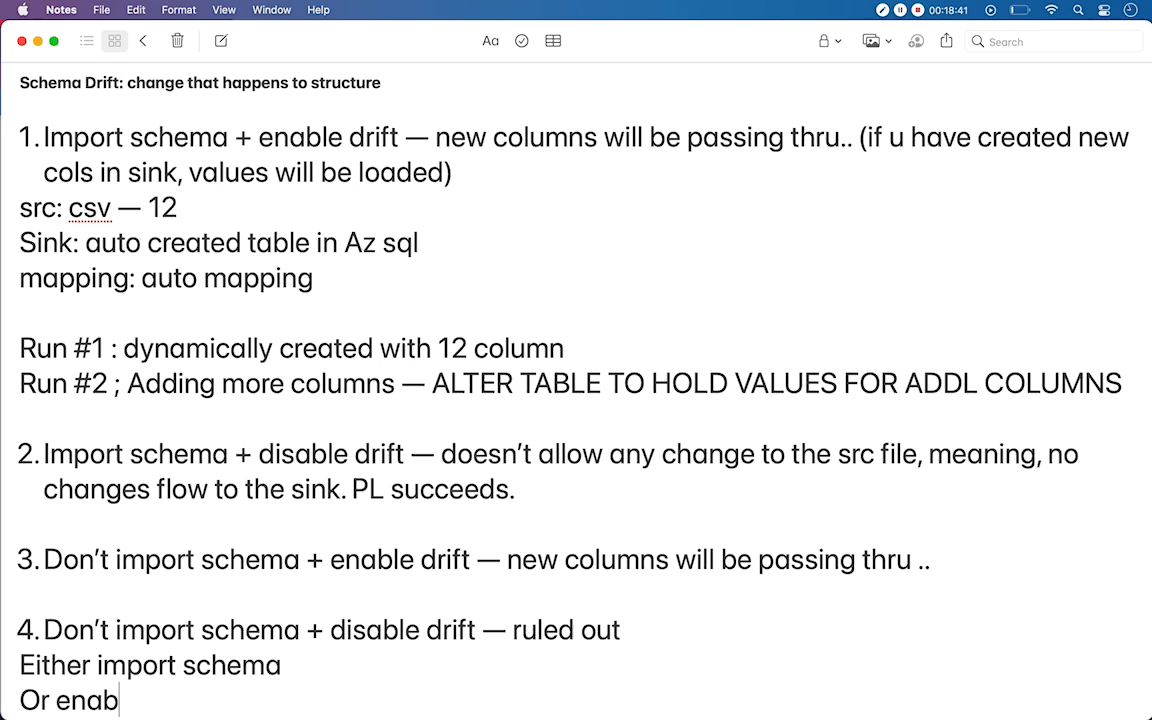 Notes File Edit Format View Window Help 00:18:41
Aa Search
Schema Drift: change that happens to structure
1. Import schema + enable drift — new columns will be passing thru.. (if u have created new
cols in sink, values will be loaded)
src: csv — 12
Sink: auto created table in Az sql
mapping: auto mapping
Run #1 : dynamically created with 12 column
Run #2 ; Adding more columns — ALTER TABLE TO HOLD VALUES FOR ADDL COLUMNS
2. Import schema + disable drift — doesn’t allow any change to the src file, meaning, no
changes flow to the sink. PL succeeds.
3. Don’t import schema + enable drift — new columns will be passing thru ..
4. Don’t import schema + disable drift — ruled out
Either import schema
Or enab